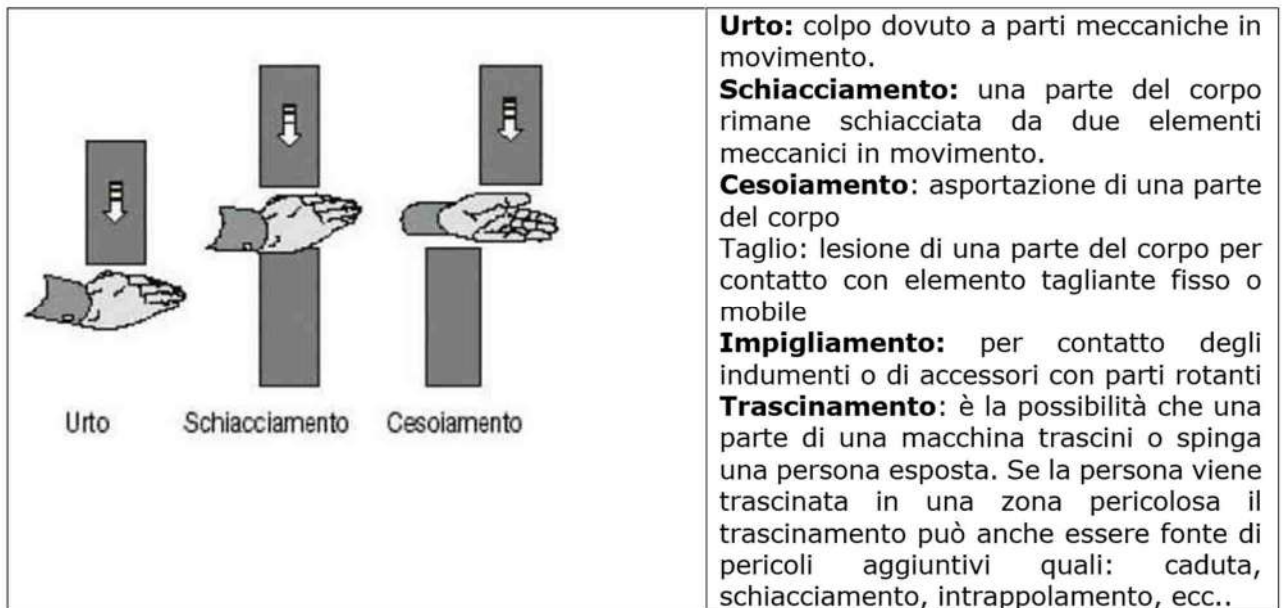 Urto Schiacciamento Cesoiamento
Urto: colpo dovuto a parti meccaniche in
movimento.
Schiacciamento: una parte del corpo
rimane schiacciata da due elementi
meccanici in movimento.
Cesoiamento: asportazione di una parte
del corpo
Taglio: lesione di una parte del corpo per
contatto con elemento tagliante fisso o
mobile
Impigliamento: per contatto degli
indumenti o di accessori con parti rotanti
Trascinamento: è la possibilità che una
parte di una macchina trascini o spinga
una persona esposta. Se la persona viene
trascinata in una zona pericolosa il
trascinamento può anche essere fonte di
pericoli aggiuntivi quali: caduta,
schiacciamento, intrappolamento, ecc..